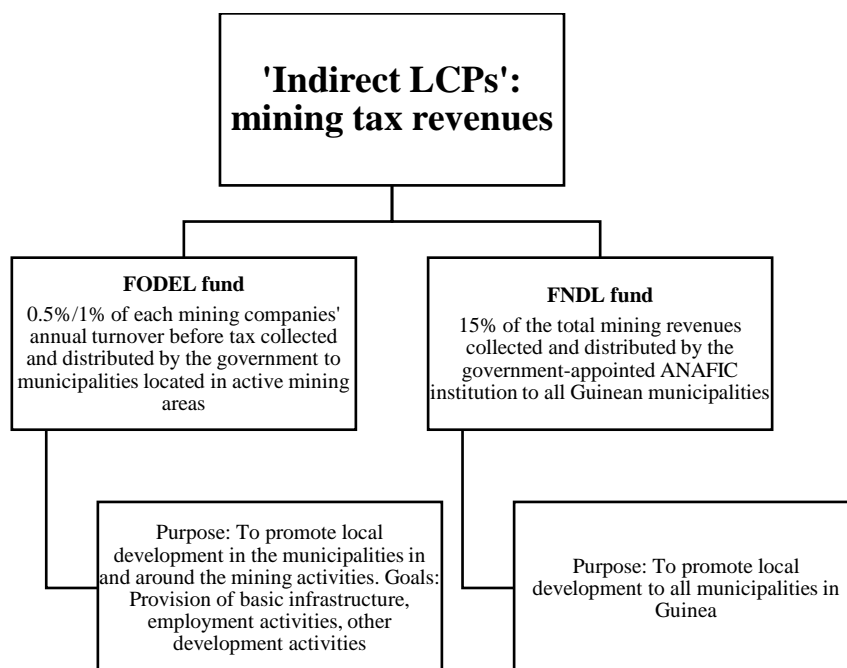 'Indirect LCPs':
mining tax revenues
FODEL fund
0.5%/1% of each mining companies'
annual turnover before tax collected
and distributed by the government to
municipalities located in active mining
areas
FNDL fund
15% of the total mining revenues
collected and distributed by the
government-appointed ANAFIC
institution to all Guinean municipalities
Purpose: To promote local
development in the municipalities in
and around the mining activities. Goals:
Provision of basic infrastructure,
employment activities, other
development activities
Purpose: To promote local
development to all municipalities in
Guinea